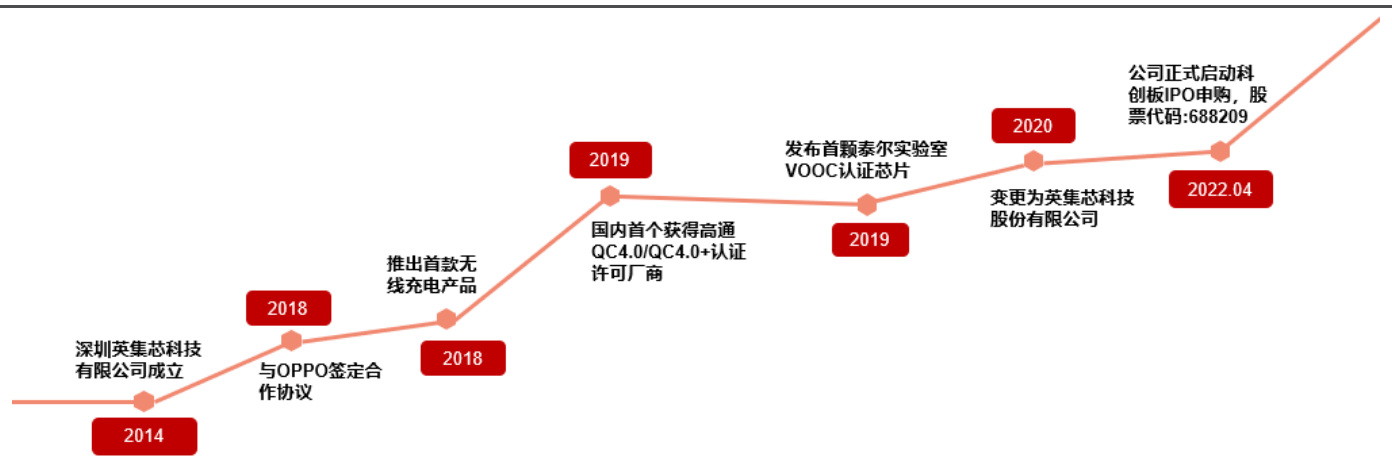 深圳英集芯科技
有限公司成立
2014
2018
与OPPO签定合
作协议
推出首款无
线充电产品
2018
2019
国内首个获得高通
QC4.0/QC4.0+认证
许可厂商
发布首颗泰尔实验室
VOOC认证芯片
2019
2020
变更为英集芯科技
股份有限公司
公司正式启动科
创板IPO申购，股
票代码:688209
2022.04